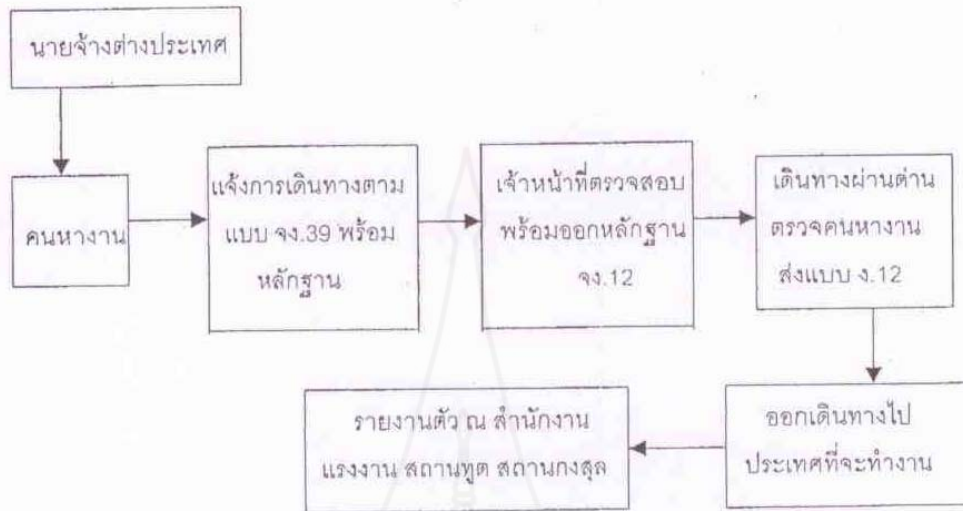 นายจ้างต่างประเทศ
คนหางาน
แจ้งการเดินทางตาม
แบบ จง.39 พร้อม
หลักฐาน
เจ้าหน้าที่ตรวจสอบ
พร้อมออกหลักฐาน
จง.12
เดินทางผ่านด่าน
ตรวจคนหางาน
ส่งแบบ ง.12
ออกเดินทางไป
ประเทศที่จะทำงาน
รายงานตัว ณ สำนักงาน
แรงงาน สถานทูต สถานกงสุล